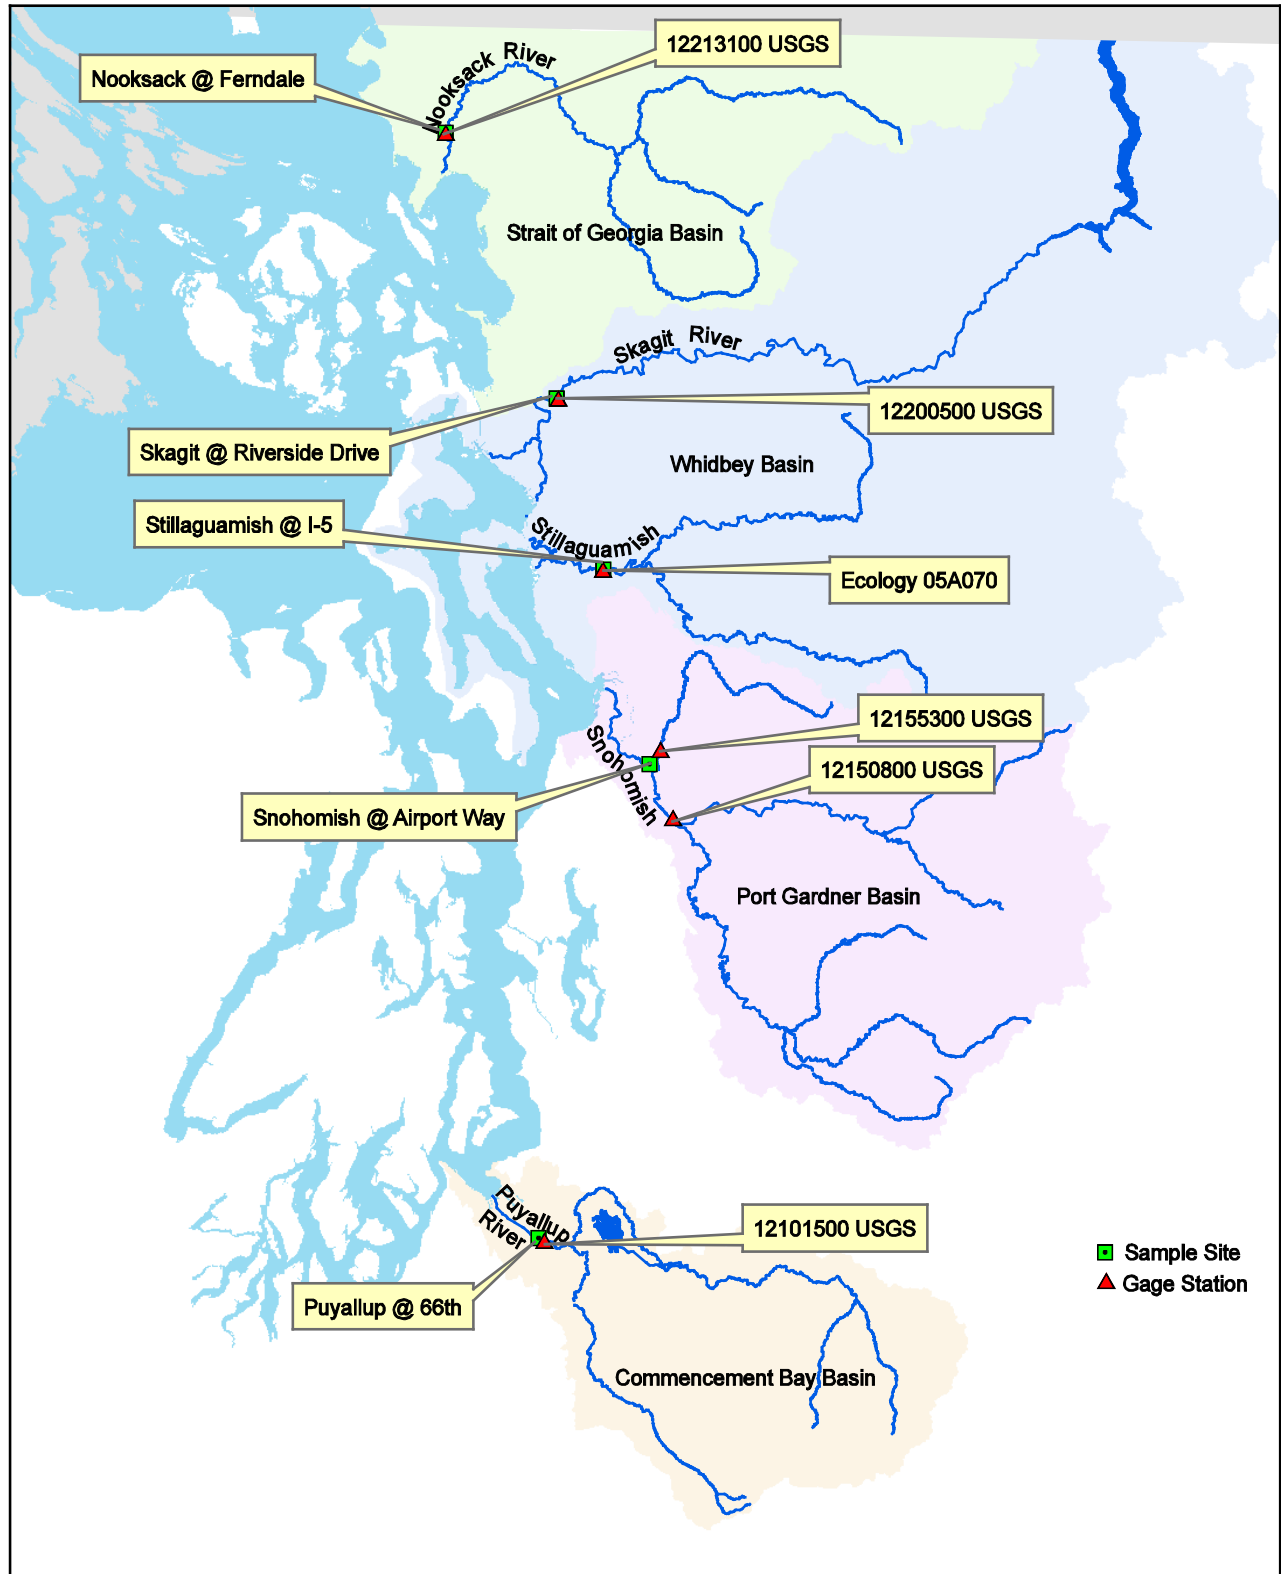 12213100 USGS
Nooksack @ Ferndale
Nooksack River
Strait of Georgia Basin
Skagit River
12200500 USGS
Skagit @ Riverside Drive
Whidbey Basin
Stillaguamish @ I-5
Stillaguamish
Ecology 05A070
12155300 USGS
Snohomish
12150800 USGS
Snohomish @ Airport Way
Port Gardner Basin
Puyallup
River
12101500 USGS
Sample Site
Gage Station
Puyallup @ 66th
Commencement Bay Basin